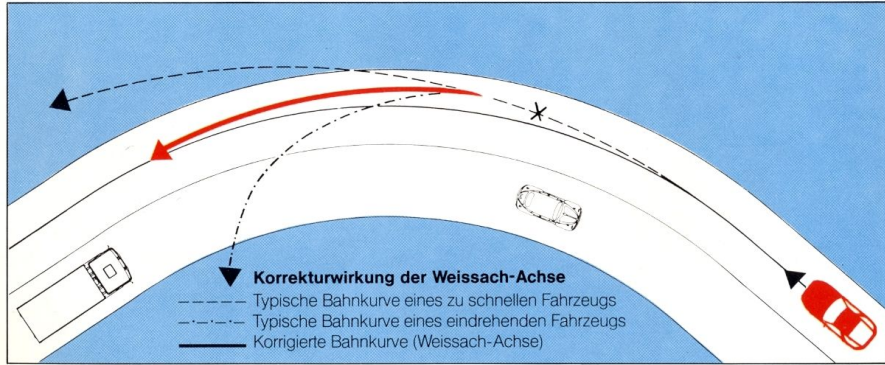 Korrekturwirkung der Weissach-Achse
Typische Bahnkurve eines zu schnellen Fahrzeugs
Typische Bahnkurve eines eindrehenden Fahrzeugs
Korrigierte Bahnkurve (Weissach-Achse)